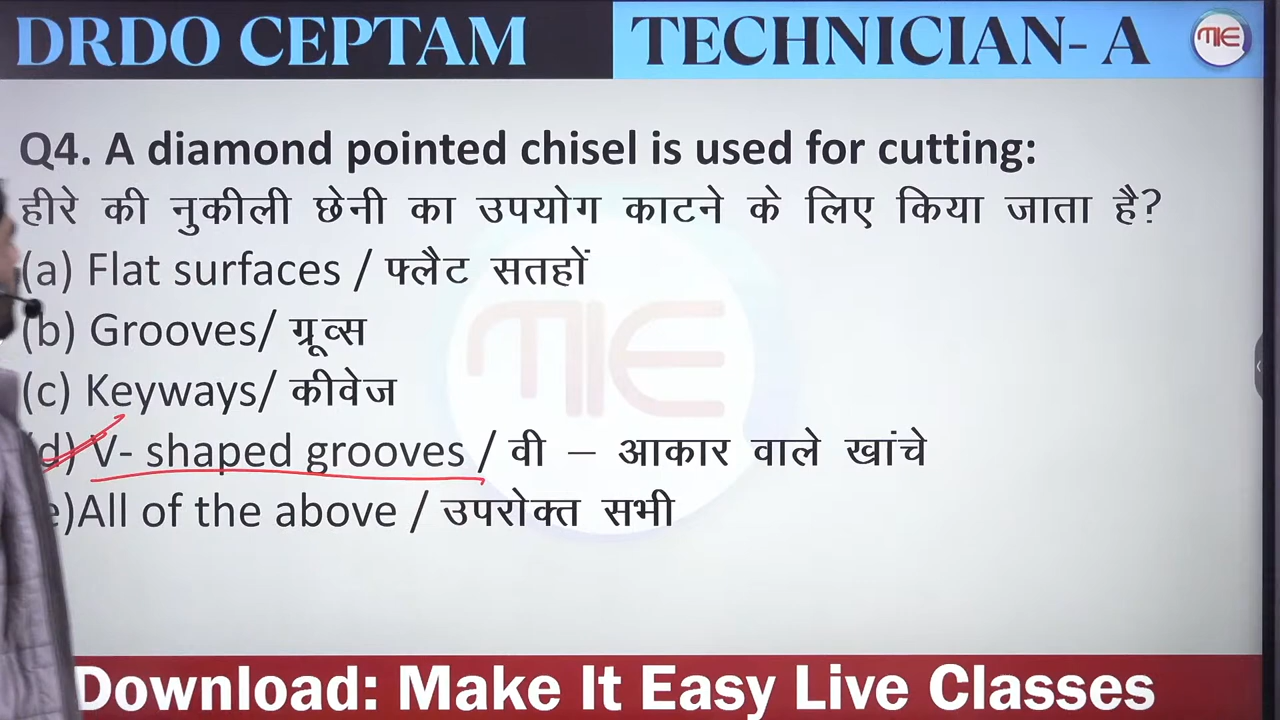 DRDO CEPTAM TECHNICIAN- A MIE
Q4. A diamond pointed chisel is used for cutting:
हीरे की नुकीली छेनी का उपयोग काटने के लिए किया जाता है?
(a) Flat surfaces / फ्लैट सतहों
(b) Grooves/ ग्रूव्स
(c) Keyways/ कीवेज
(d) V- shaped grooves / वी – आकार वाले खांचे
e)All of the above / उपरोक्त सभी
MIE
Download: Make It Easy Live Classes